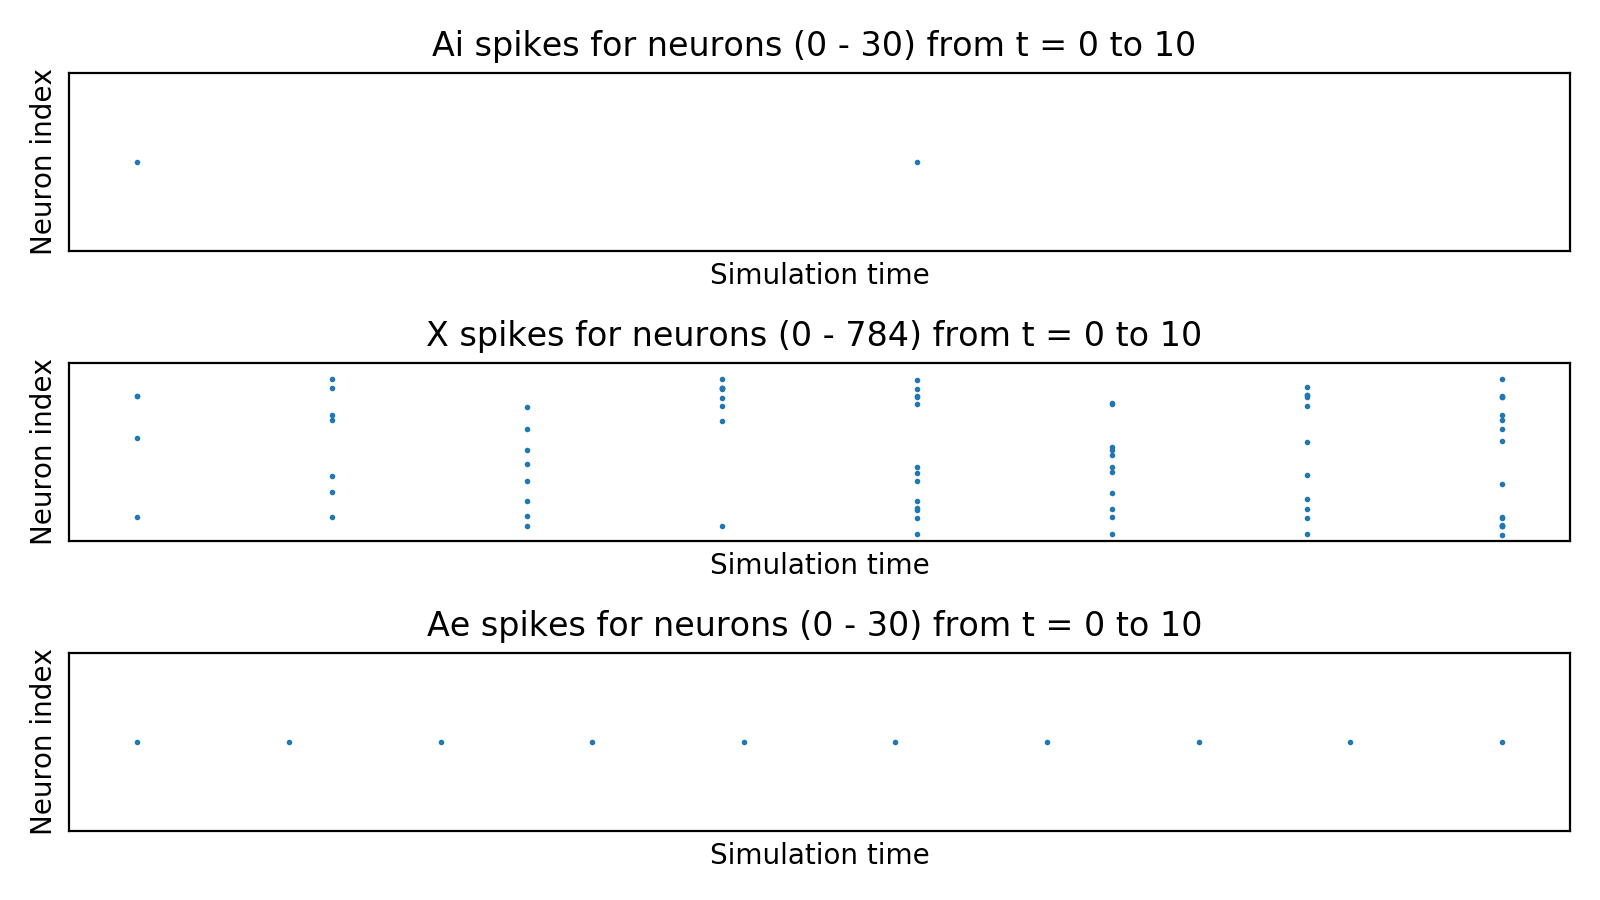 Ai spikes for neurons (0 - 30) from t = 0 to 10
Neuron index
Simulation time
X spikes for neurons (0 - 784) from t = 0 to 10
Neuron index
Simulation time
Ae spikes for neurons (0 - 30) from t = 0 to 10
Neuron index
Simulation time